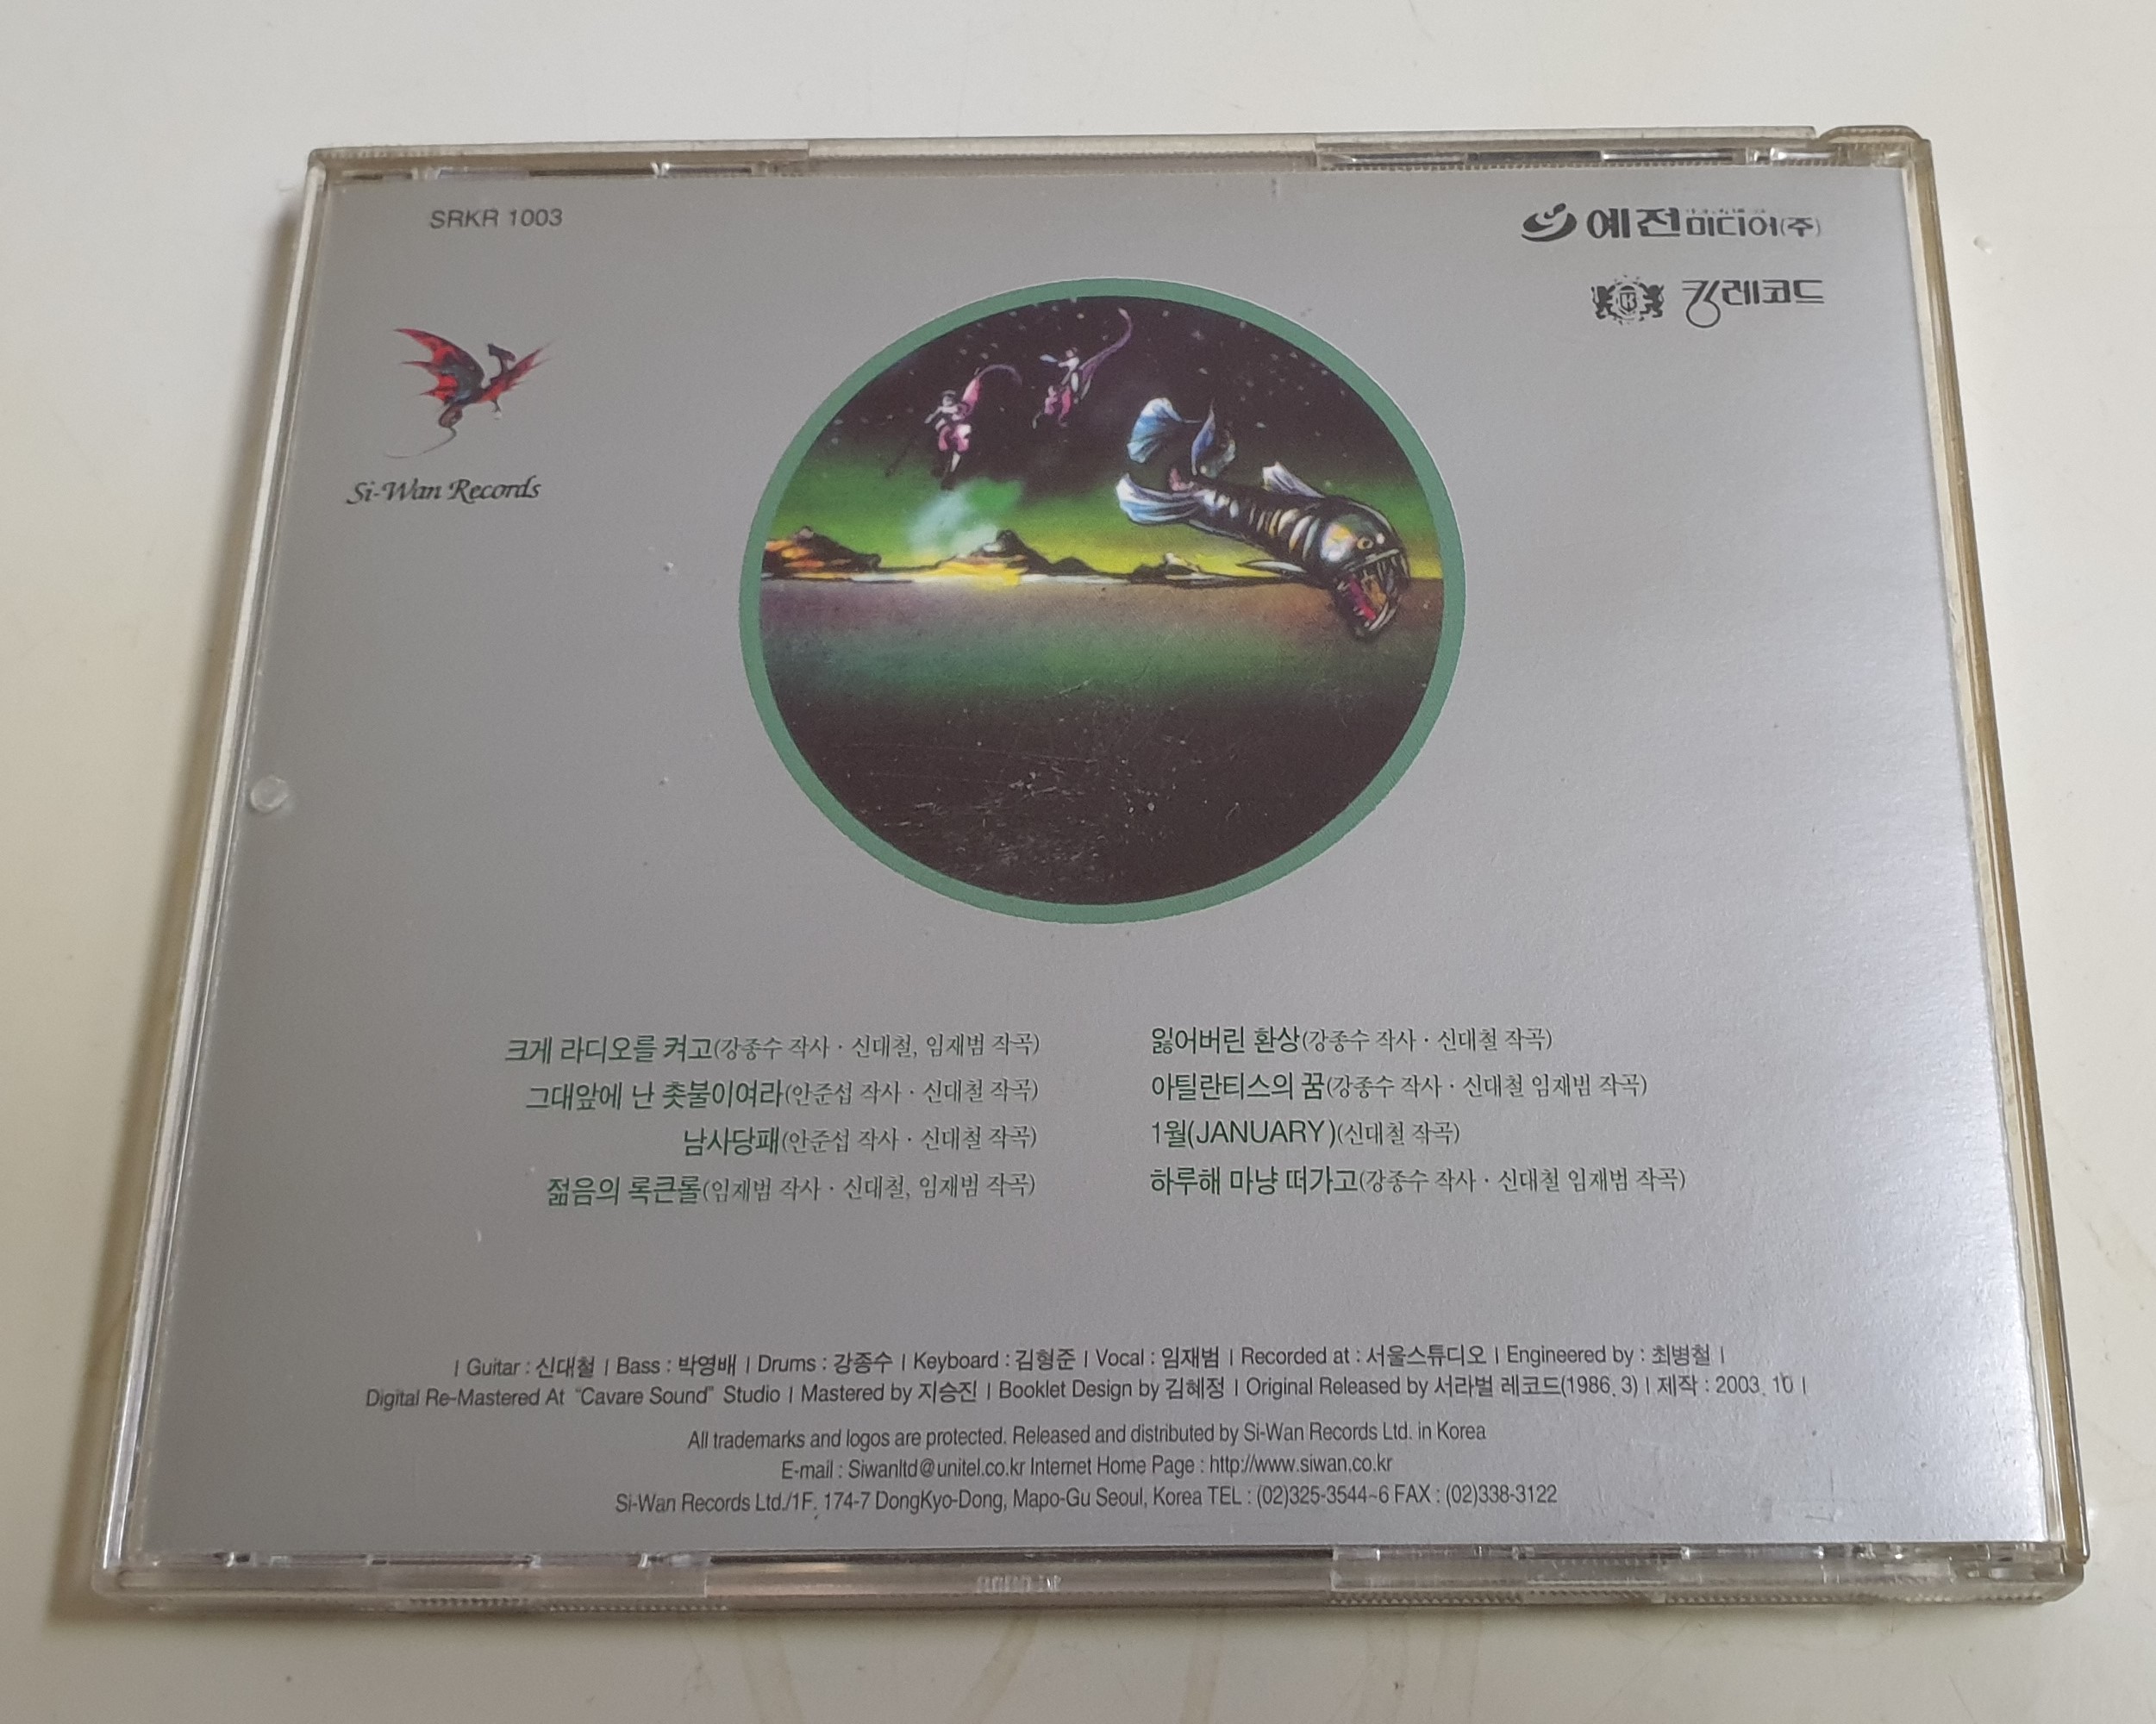 SRKR 1003
예전미디어(주)
킹레코드
Si-Wan Records
크게 라디오를 켜고(강종수 작사 · 신대철, 임재범 작곡)
그대앞에 난 촛불이여라(안준섭 작사 · 신대철 작곡)
남사당패(안준섭 작사 · 신대철 작곡)
젊음의 록큰롤(임재범 작사 · 신대철, 임재범 작곡)
잃어버린 환상(강종수 작사 · 신대철 작곡)
아틸란티스의 꿈(강종수 작사 · 신대철 임재범 작곡)
1월(JANUARY)(신대철 작곡)
하루해 마냥 떠가고(강종수 작사 · 신대철 임재범 작곡)
| Guitar : 신대철 | Bass : 박영배 | Drums : 강종수 | Keyboard : 김형준 | Vocal : 임재범 | Recorded at : 서울스튜디오 | Engineered by : 최병철 |
Digital Re-Mastered At "Cavare Sound" Studio | Mastered by 지승진 | Booklet Design by 김혜정 | Original Released by 서라벌 레코드(1986. 3) | 제작 : 2003. 10 |
All trademarks and logos are protected. Released and distributed by Si-Wan Records Ltd. in Korea
E-mail : Siwanltd@unitel.co.kr Internet Home Page : http://www.siwan.co.kr
Si-Wan Records Ltd./1F. 174-7 DongKyo-Dong, Mapo-Gu Seoul, Korea TEL : (02)325-3544~6 FAX : (02)338-3122